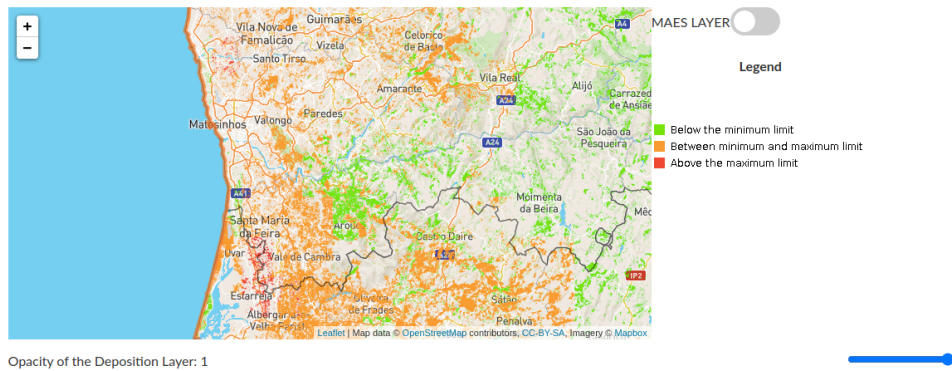 +
−
Guimarães
A4
MAES LAYER
Vila Nova de
Famalicão
Vizela
Celorico
de Basto
Santo Tirso
Legend
Vila Real
Amarante
Alijó
A24
Carrazed
de Ansiãe
Paredes
Matosinhos
Valongo
São João da
Pesqueira
Below the minimum limit
A24
Between minimum and maximum limit
Above the maximum limit
A41
Moimenta
da Beira
Mêc
Santa Maria
da Feira
Arouca
Castro Daire
Ovar
Vale de Cambra
IP2
Estarreja
Oliveira
de Frades
Sátão
Albergaria-a-
Velha
Penalva
Leaflet | Map data © OpenStreetMap contributors, CC-BY-SA, Imagery © Mapbox
Opacity of the Deposition Layer: 1